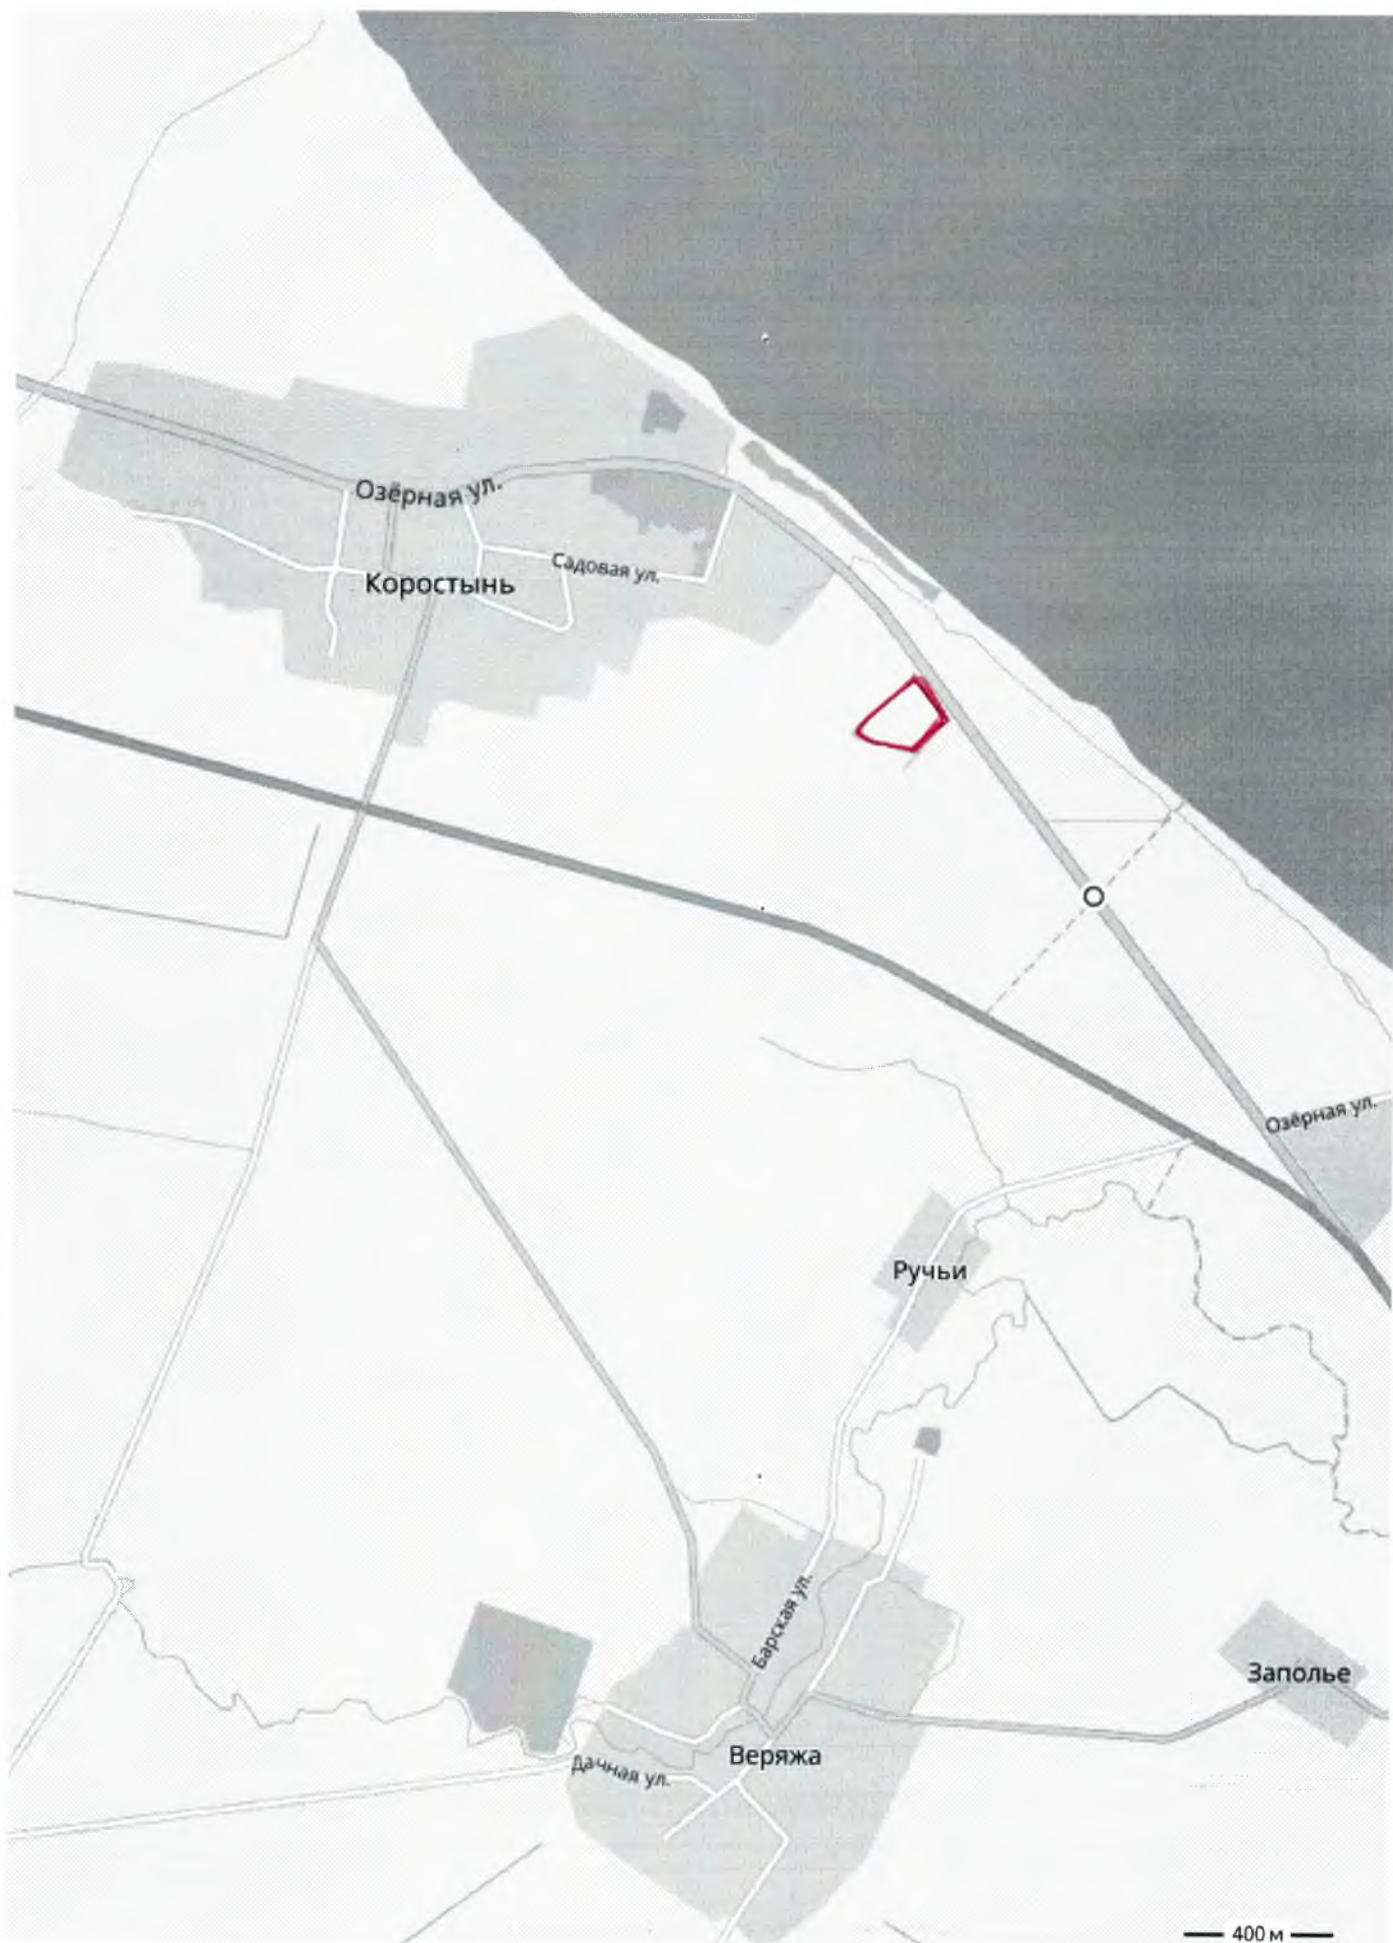 Озёрная ул.
Садовая ул.
Коростынь
Озёрная ул.
Ручьи
Барская ул.
Заполье
Веряжа
Дачная ул.
400 м